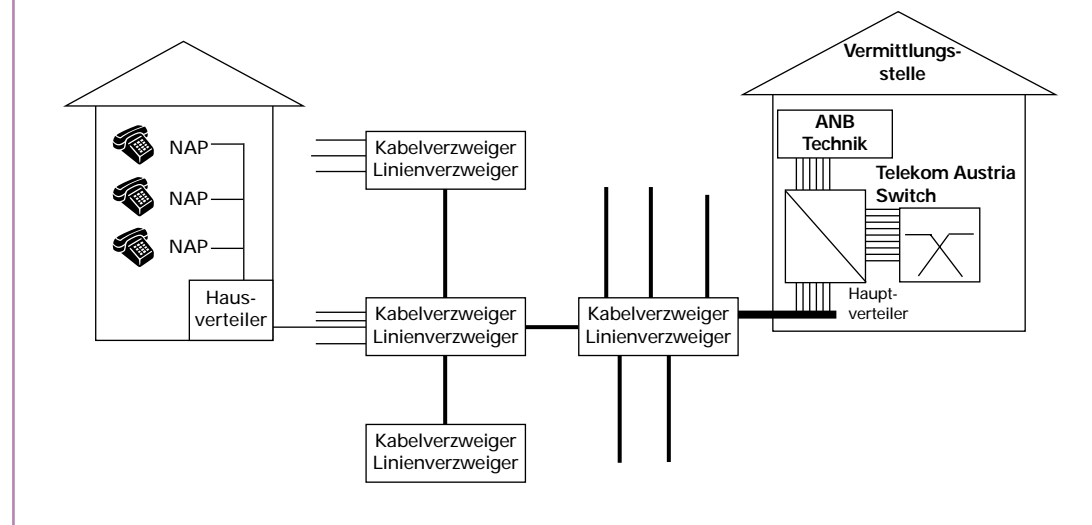 NAP
NAP
NAP
Haus-
verteiler
Kabelverzweiger
Linienverzweiger
Kabelverzweiger
Linienverzweiger
Kabelverzweiger
Linienverzweiger
Kabelverzweiger
Linienverzweiger
Vermittlungs-
stelle
ANB
Technik
Telekom Austria
Switch
Haupt-
verteiler